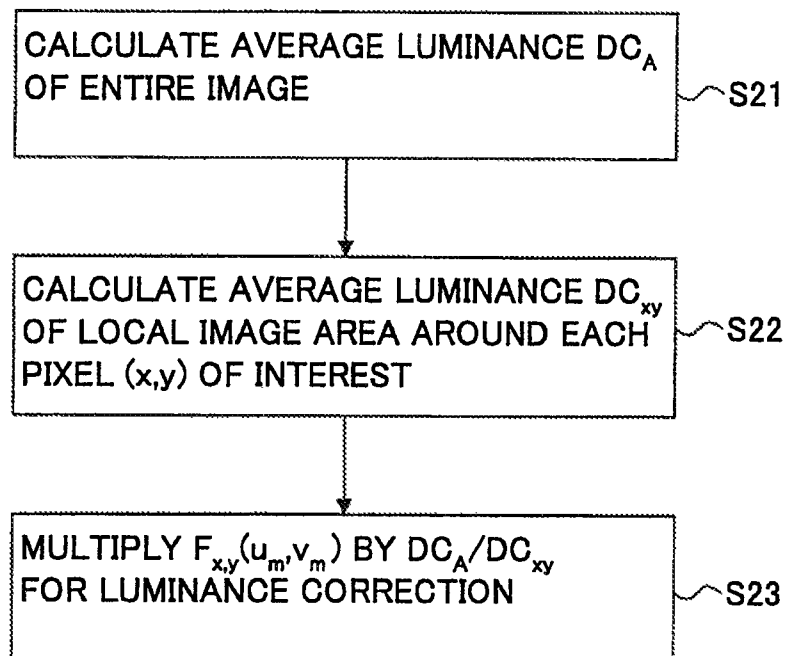 CALCULATE AVERAGE LUMINANCE DC_A
OF ENTIRE IMAGE
S21
CALCULATE AVERAGE LUMINANCE DC_xy
OF LOCAL IMAGE AREA AROUND EACH
PIXEL (x,y) OF INTEREST
S22
MULTIPLY F_x,y(u_m,v_m) BY DC_A/DC_xy
FOR LUMINANCE CORRECTION
S23